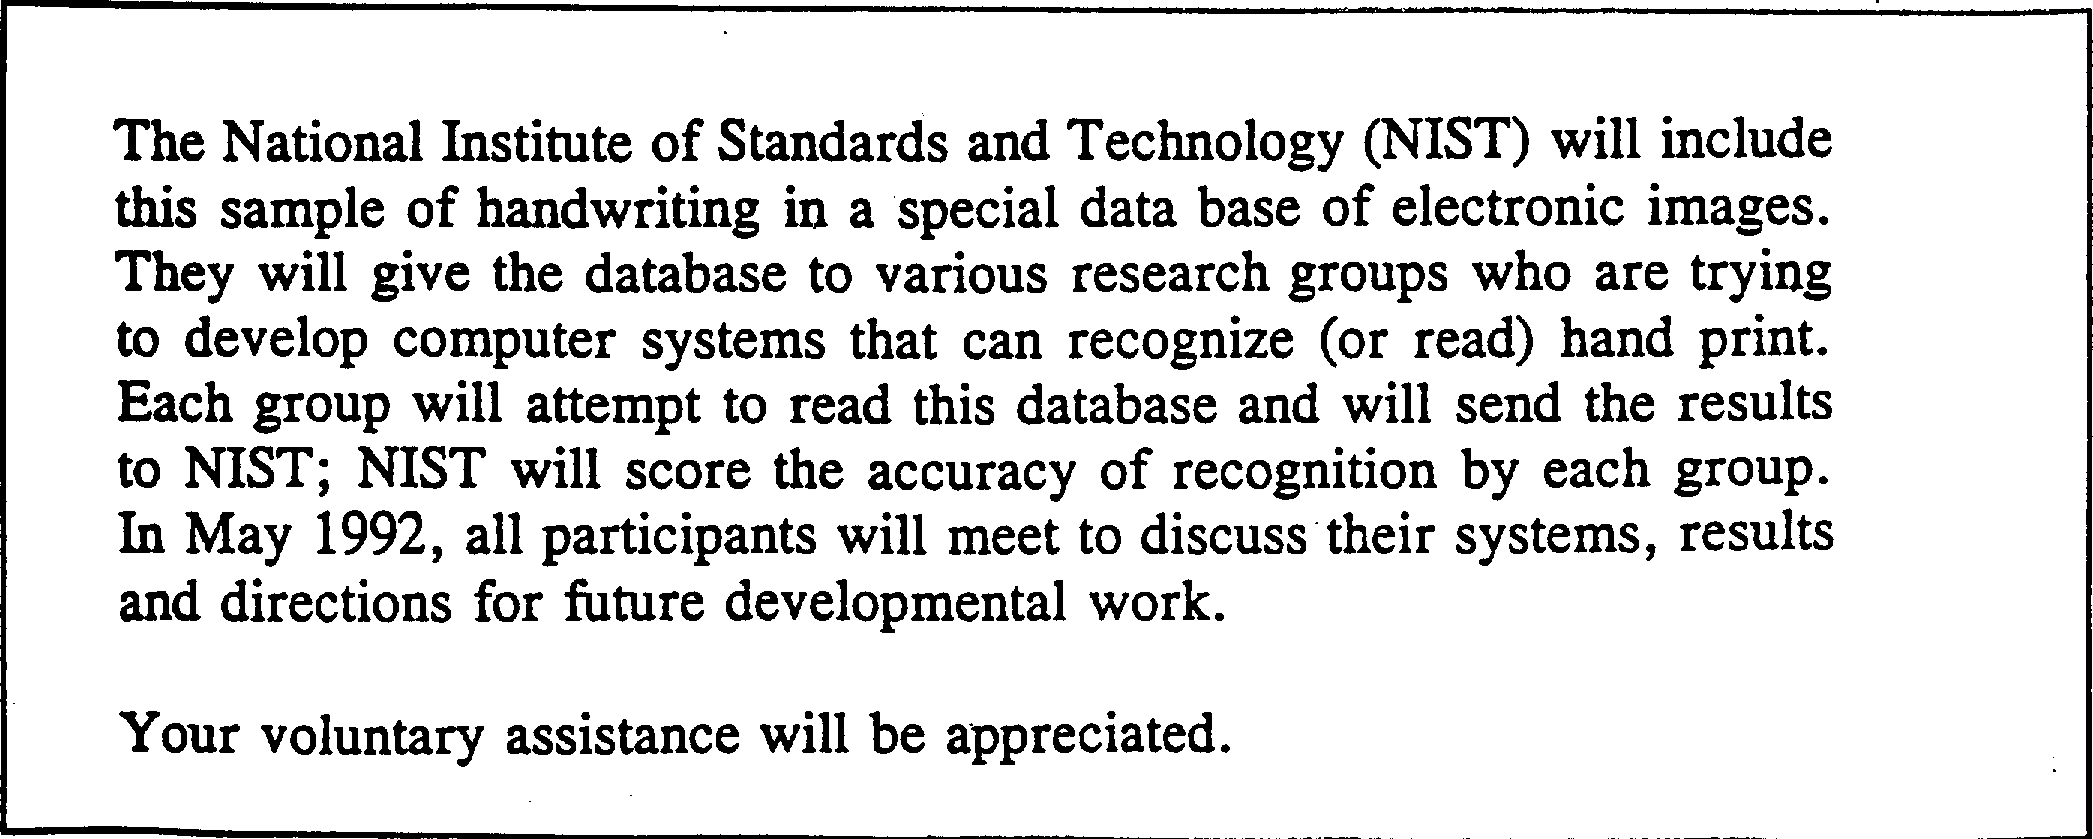 The National Institute of Standards and Technology (NIST) will include
this sample of handwriting in a special data base of electronic images.
They will give the database to various research groups who are trying
to develop computer systems that can recognize (or read) hand print.
Each group will attempt to read this database and will send the results
to NIST; NIST will score the accuracy of recognition by each group.
In May 1992, all participants will meet to discuss their systems, results
and directions for future developmental work.
Your voluntary assistance will be appreciated.